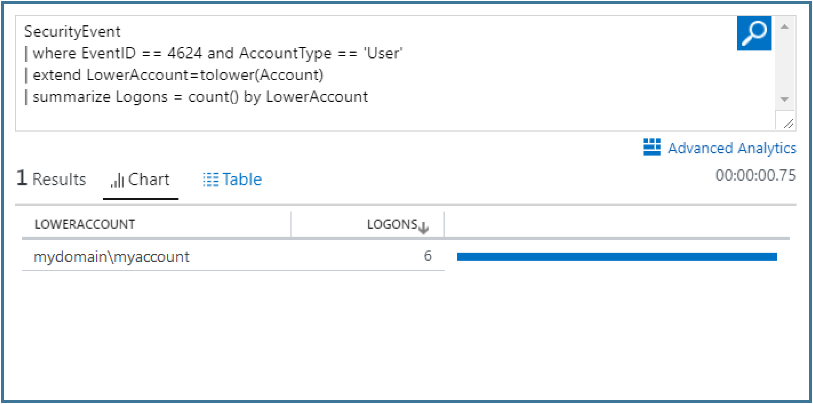 SecurityEvent
| where EventID == 4624 and AccountType == 'User'
| extend LowerAccount=tolower(Account)
| summarize Logons = count() by LowerAccount
Advanced Analytics
1 Results Chart Table 00:00:00.75
LOWERACCOUNT LOGONS
mydomain\myaccount 6